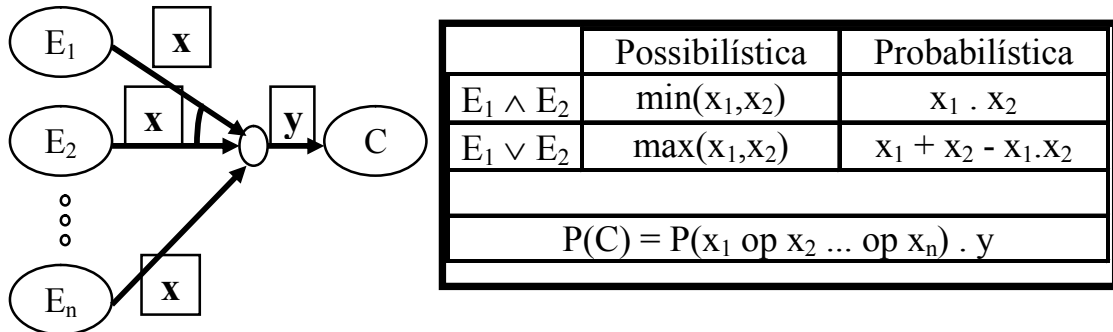 E₁
x
E₂
x
y
C
Eₙ
x
Possibilística Probabilística
E₁ ∧ E₂ min(x₁,x₂) x₁ . x₂
E₁ ∨ E₂ max(x₁,x₂) x₁ + x₂ - x₁.x₂
P(C) = P(x₁ op x₂ ... op xₙ) . y